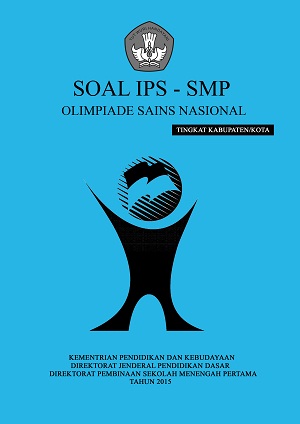 SOAL IPS - SMP
OLIMPIADE SAINS NASIONAL
TINGKAT KABUPATEN/KOTA
KEMENTRIAN PENDIDIKAN DAN KEBUDAYAAN
DIREKTORAT JENDERAL PENDIDIKAN DASAR
DIREKTORAT PEMBINAAN SEKOLAH MENENGAH PERTAMA
TAHUN 2015